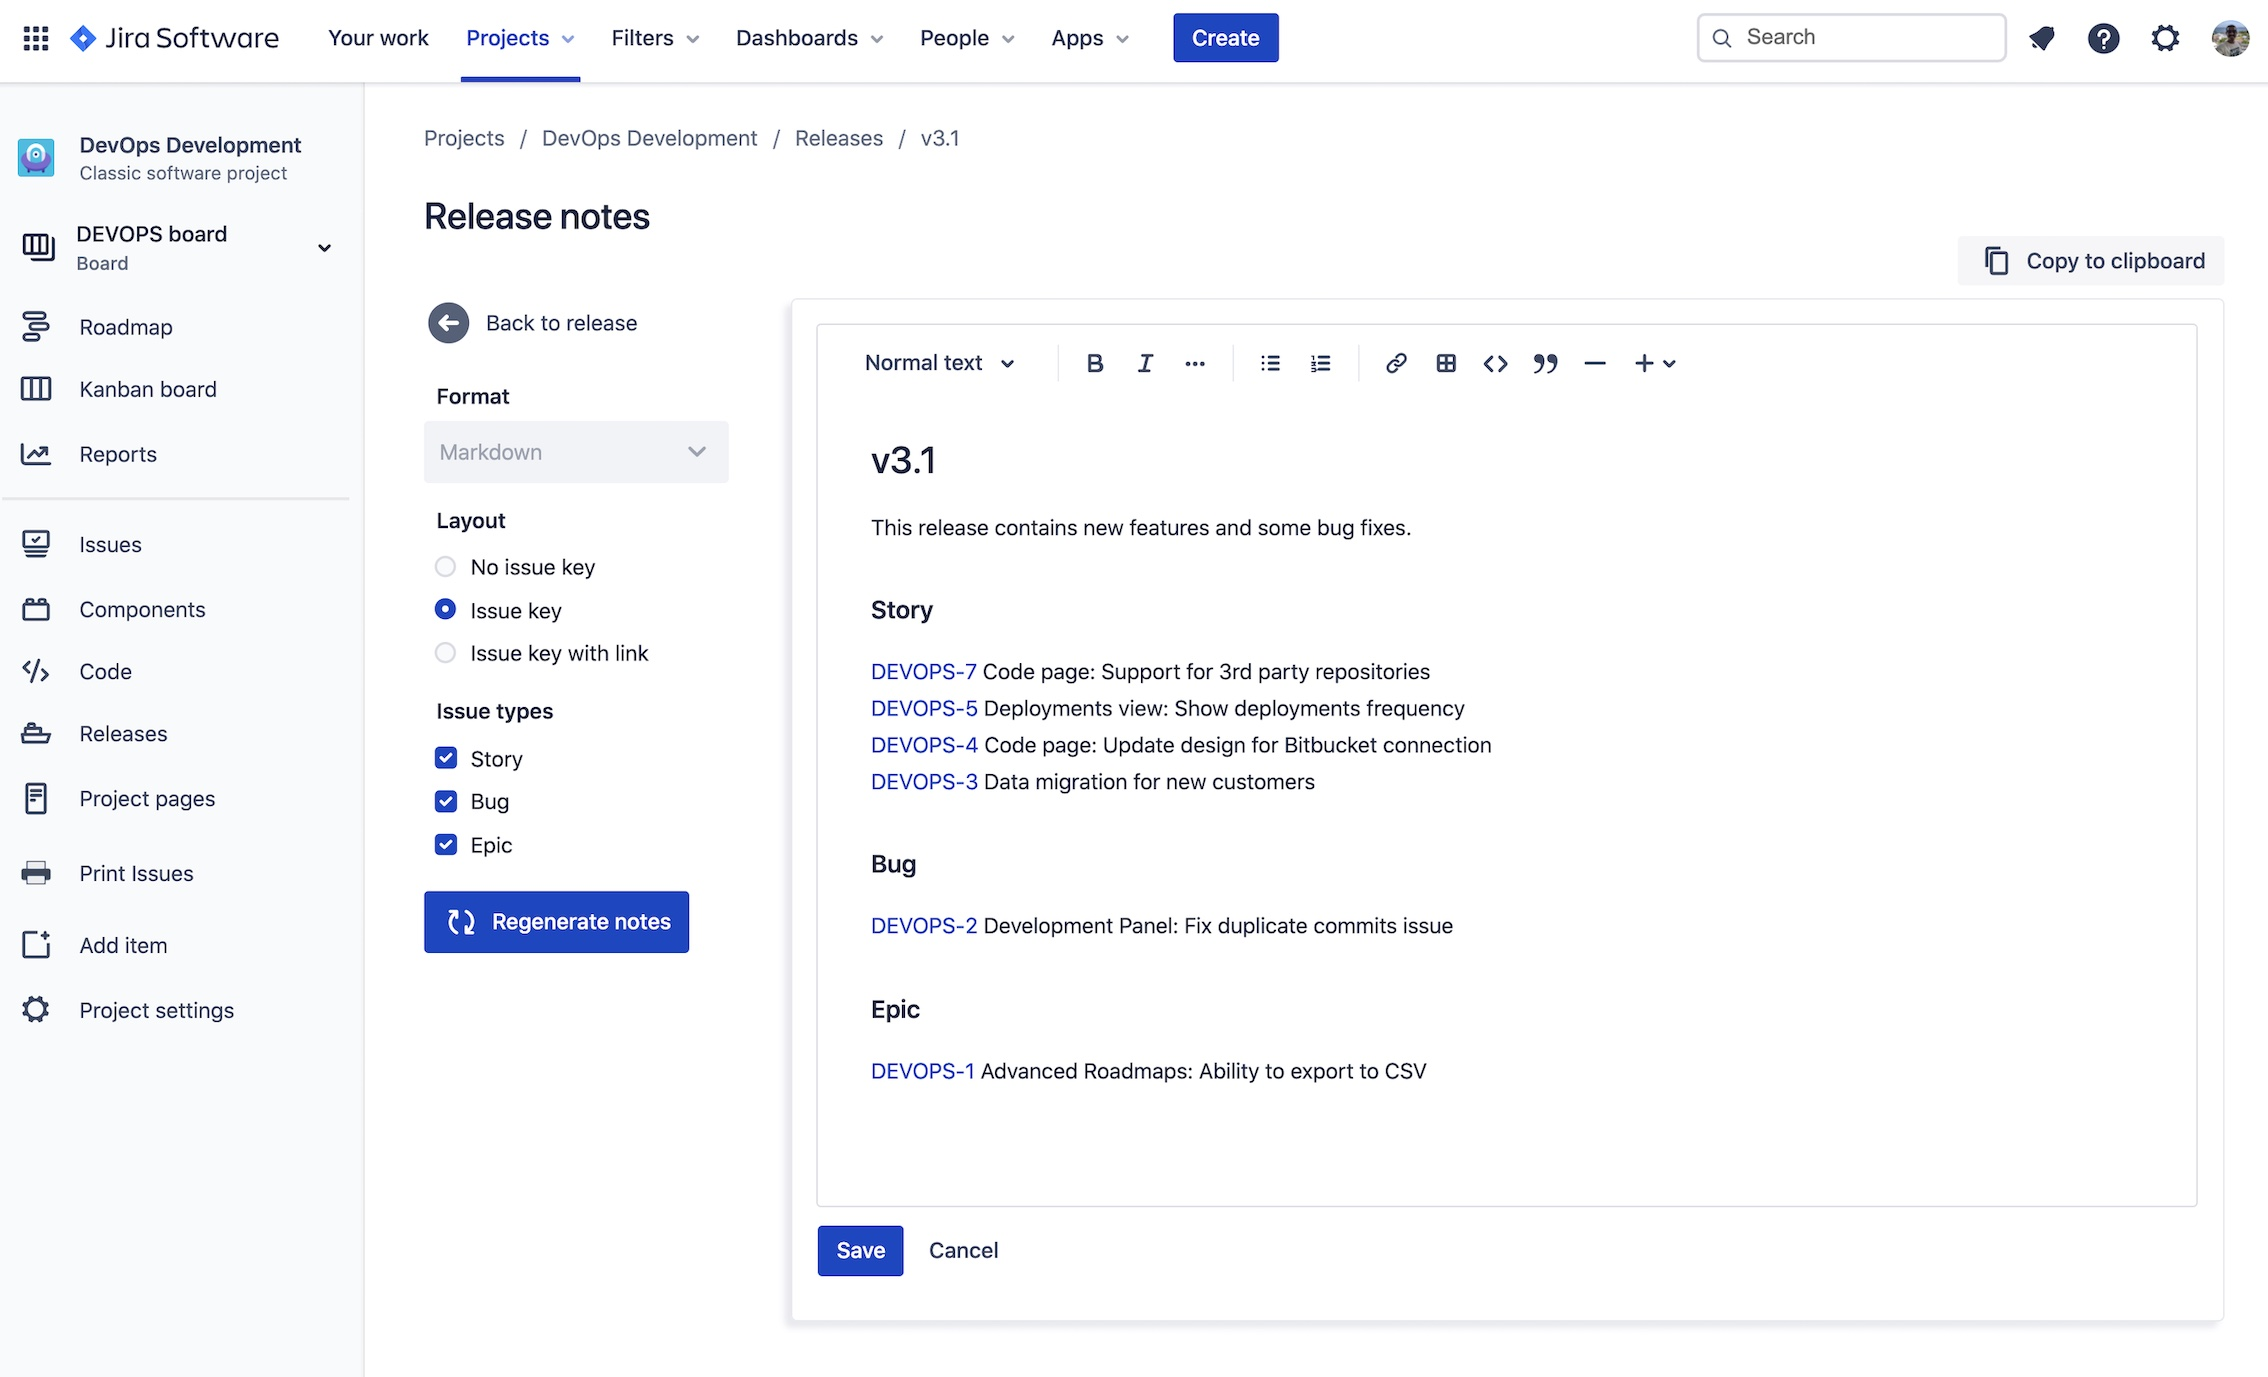 Jira Software
Your work
Projects
Filters
Dashboards
People
Apps
Create
Search
DevOps Development
Classic software project
DEVOPS board
Board
Roadmap
Kanban board
Reports
Issues
Components
Code
Releases
Project pages
Print Issues
Add item
Project settings
Projects / DevOps Development / Releases / v3.1
Release notes
Copy to clipboard
Back to release
Format
Markdown
Layout
No issue key
Issue key
Issue key with link
Issue types
Story
Bug
Epic
Regenerate notes
Normal text
v3.1
This release contains new features and some bug fixes.
Story
DEVOPS-7 Code page: Support for 3rd party repositories
DEVOPS-5 Deployments view: Show deployments frequency
DEVOPS-4 Code page: Update design for Bitbucket connection
DEVOPS-3 Data migration for new customers
Bug
DEVOPS-2 Development Panel: Fix duplicate commits issue
Epic
DEVOPS-1 Advanced Roadmaps: Ability to export to CSV
Save
Cancel